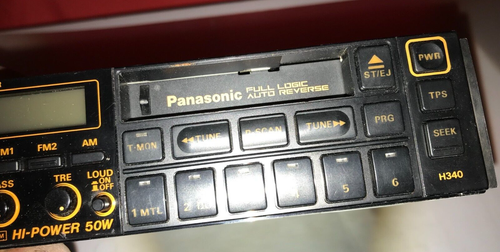 PWR
Panasonic FULL LOGIC
AUTO REVERSE
ST/EJ
TPS
FM2 AM
T-MON ◀◀TUNE P-SCAN TUNE▶▶ PRG
SEEK
TRE LOUD
ON
OFF
1 MTL 2 5 6
H340
HI-POWER 50W